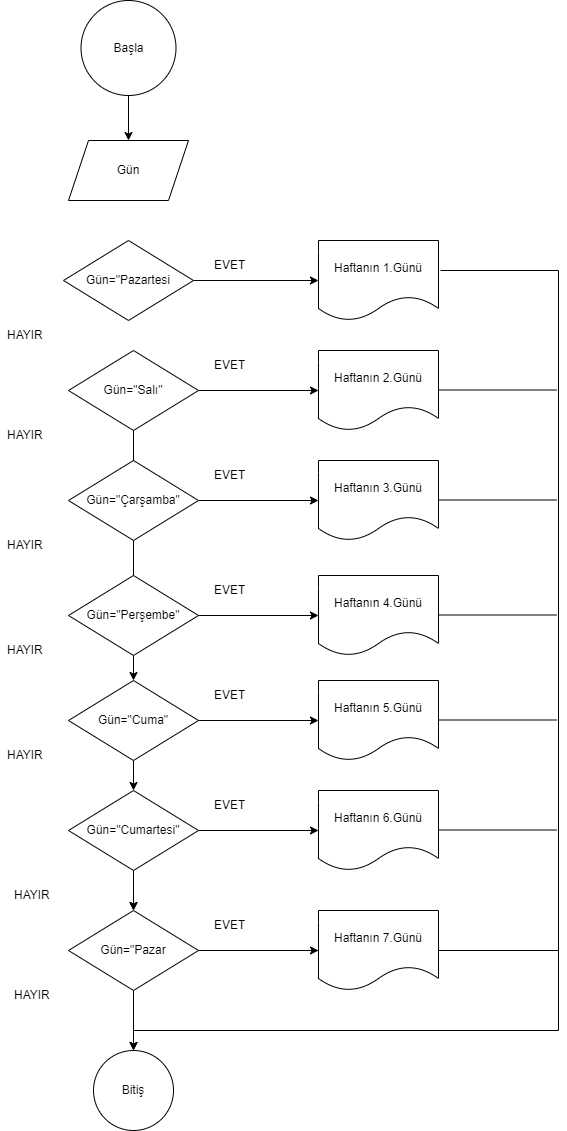 Başla
Gün
Gün="Pazartesi
EVET
Haftanın 1.Günü
HAYIR
Gün="Salı"
EVET
Haftanın 2.Günü
HAYIR
Gün="Çarşamba"
EVET
Haftanın 3.Günü
HAYIR
Gün="Perşembe"
EVET
Haftanın 4.Günü
HAYIR
Gün="Cuma"
EVET
Haftanın 5.Günü
HAYIR
Gün="Cumartesi"
EVET
Haftanın 6.Günü
HAYIR
Gün="Pazar
EVET
Haftanın 7.Günü
HAYIR
Bitiş